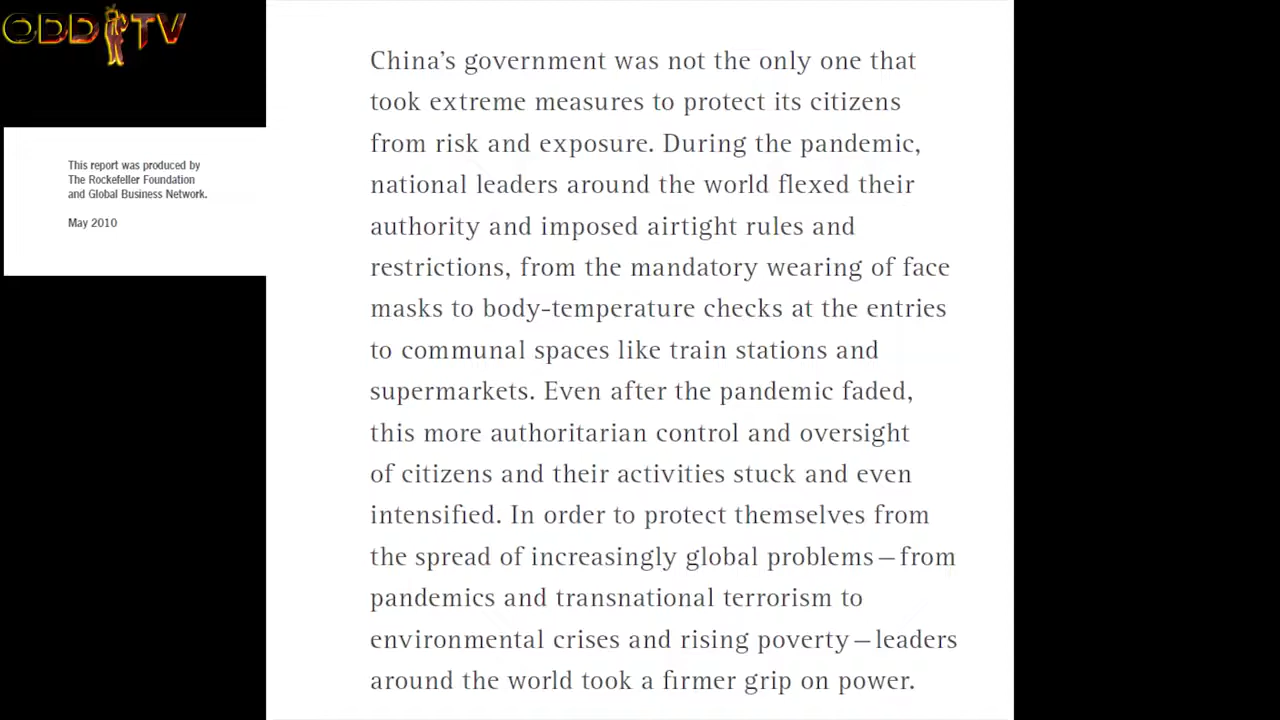 ODD TV
This report was produced by
The Rockefeller Foundation
and Global Business Network.
May 2010
China’s government was not the only one that
took extreme measures to protect its citizens
from risk and exposure. During the pandemic,
national leaders around the world flexed their
authority and imposed airtight rules and
restrictions, from the mandatory wearing of face
masks to body-temperature checks at the entries
to communal spaces like train stations and
supermarkets. Even after the pandemic faded,
this more authoritarian control and oversight
of citizens and their activities stuck and even
intensified. In order to protect themselves from
the spread of increasingly global problems—from
pandemics and transnational terrorism to
environmental crises and rising poverty—leaders
around the world took a firmer grip on power.